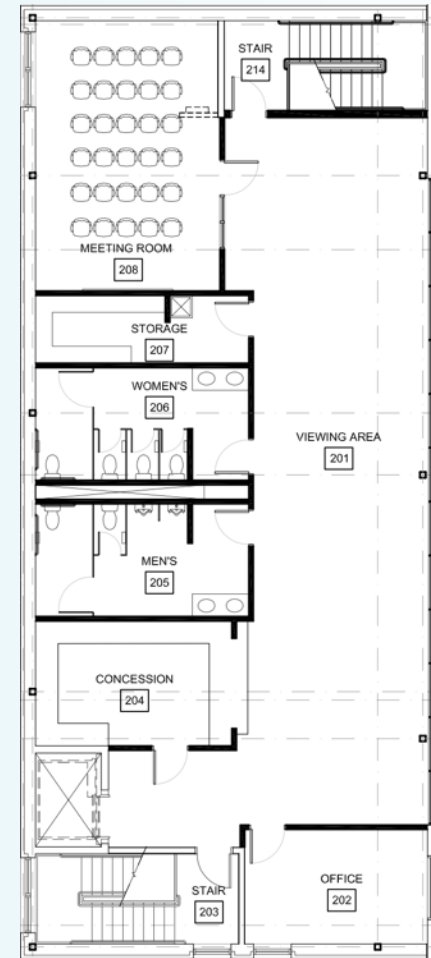 STAIR
214
MEETING ROOM
208
STORAGE
207
WOMEN'S
206
VIEWING AREA
201
MEN'S
205
CONCESSION
204
STAIR
203
OFFICE
202